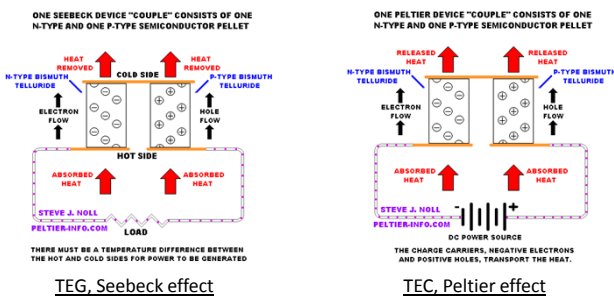 ONE SEEBECK DEVICE "COUPLE" CONSISTS OF ONE
N-TYPE AND ONE P-TYPE SEMICONDUCTOR PELLET
HEAT
REMOVED
HEAT
REMOVED
COLD SIDE
N-TYPE BISMUTH
TELLURIDE
P-TYPE BISMUTH
TELLURIDE
ELECTRON
FLOW
HOLE
FLOW
HOT SIDE
ABSORBED
HEAT
ABSORBED
HEAT
STEVE J. NOLL
PELTIER-INFO.COM
LOAD
THERE MUST BE A TEMPERATURE DIFFERENCE BETWEEN
THE HOT AND COLD SIDES FOR POWER TO BE GENERATED
TEG, Seebeck effect
ONE PELTIER DEVICE "COUPLE" CONSISTS OF ONE
N-TYPE AND ONE P-TYPE SEMICONDUCTOR PELLET
RELEASED
HEAT
RELEASED
HEAT
N-TYPE BISMUTH
TELLURIDE
P-TYPE BISMUTH
TELLURIDE
ELECTRON
FLOW
HOLE
FLOW
ABSORBED
HEAT
ABSORBED
HEAT
STEVE J. NOLL
PELTIER-INFO.COM
- +
DC POWER SOURCE
THE CHARGE CARRIERS, NEGATIVE ELECTRONS
AND POSITIVE HOLES, TRANSPORT THE HEAT.
TEC, Peltier effect